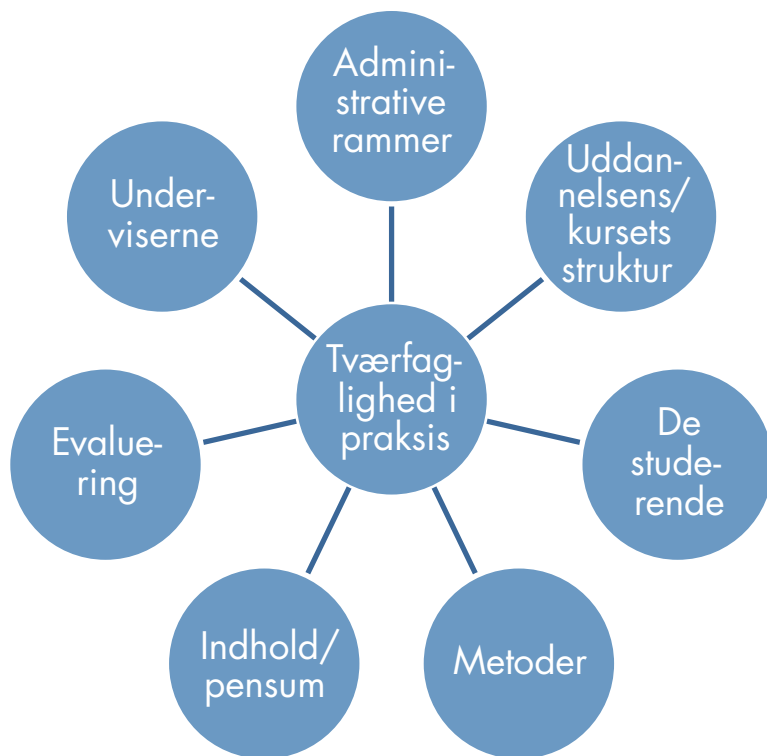 Admini-
strative
rammer
Uddan-
nelsens/
kursets
struktur
De
stude-
rende
Metoder
Indhold/
pensum
Evalue-
ring
Under-
viserne
Tværfag-
lighed i
praksis